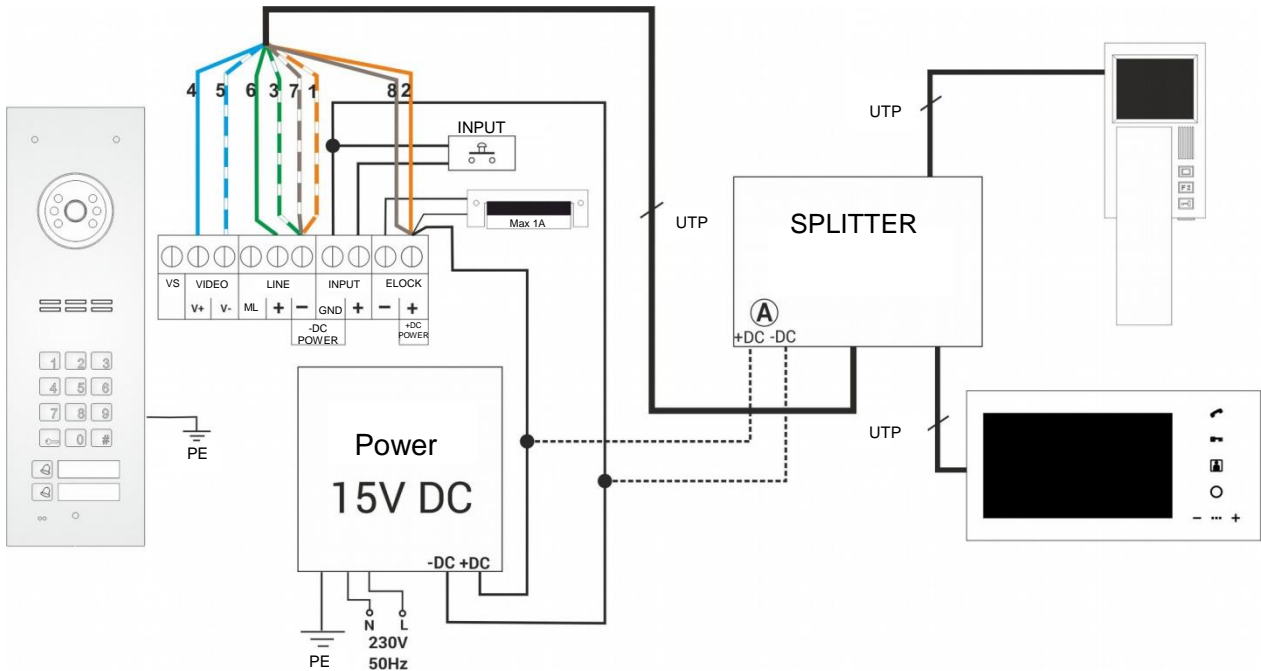 4 5 6 3 7 1 8 2
INPUT
Max 1A
VS VIDEO LINE INPUT ELOCK
V+ V- ML + − GND + − +
-DC POWER
+DC POWER
UTP
UTP
SPLITTER
A
+DC -DC
UTP
1 2 3
4 5 6
7 8 9
0 #
PE
Power
15V DC
-DC +DC
N L
230V
50Hz
PE
F2
− ... +